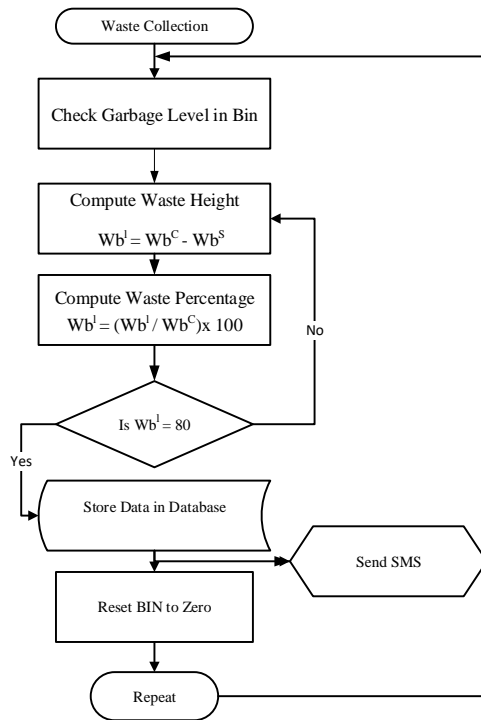 Waste Collection
Check Garbage Level in Bin
Compute Waste Height
Wb^l = Wb^C - Wb^S
Compute Waste Percentage
Wb^l = (Wb^l / Wb^C)x 100
No
Is Wb^l = 80
Yes
Store Data in Database
Send SMS
Reset BIN to Zero
Repeat